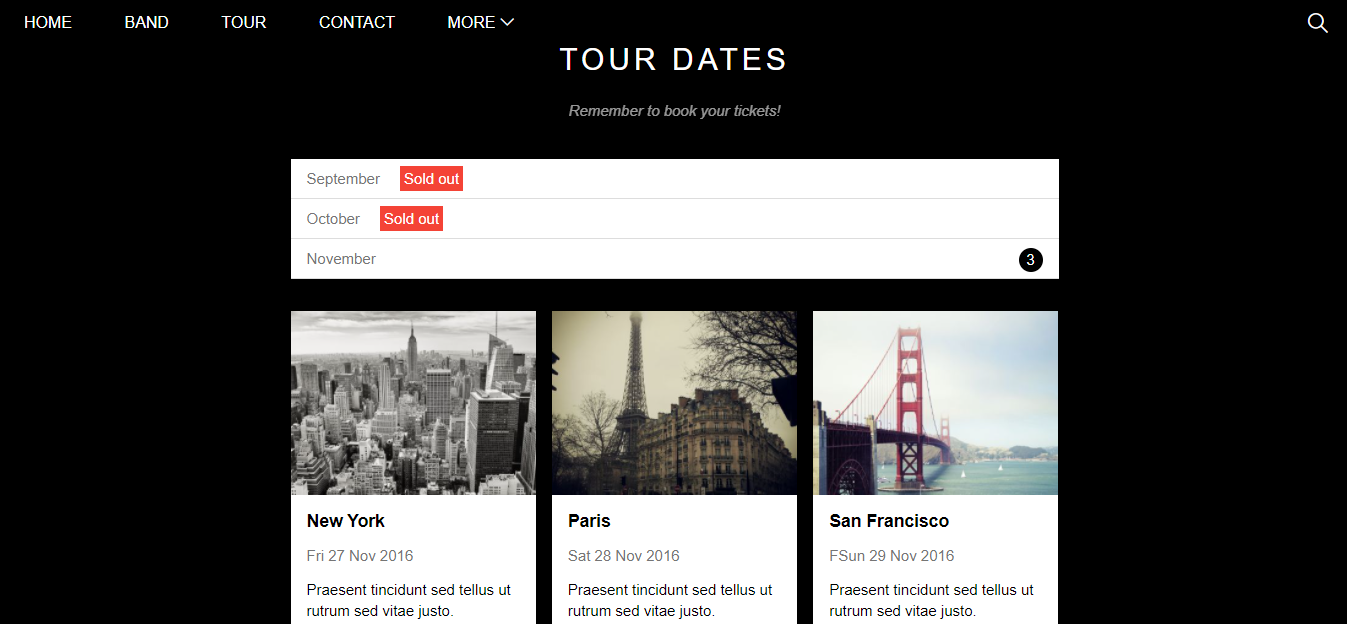 HOME BAND TOUR CONTACT MORE
TOUR DATES
Remember to book your tickets!
September Sold out
October Sold out
November 3
New York
Fri 27 Nov 2016
Praesent tincidunt sed tellus ut
rutrum sed vitae justo.
Paris
Sat 28 Nov 2016
Praesent tincidunt sed tellus ut
rutrum sed vitae justo.
San Francisco
FSun 29 Nov 2016
Praesent tincidunt sed tellus ut
rutrum sed vitae justo.